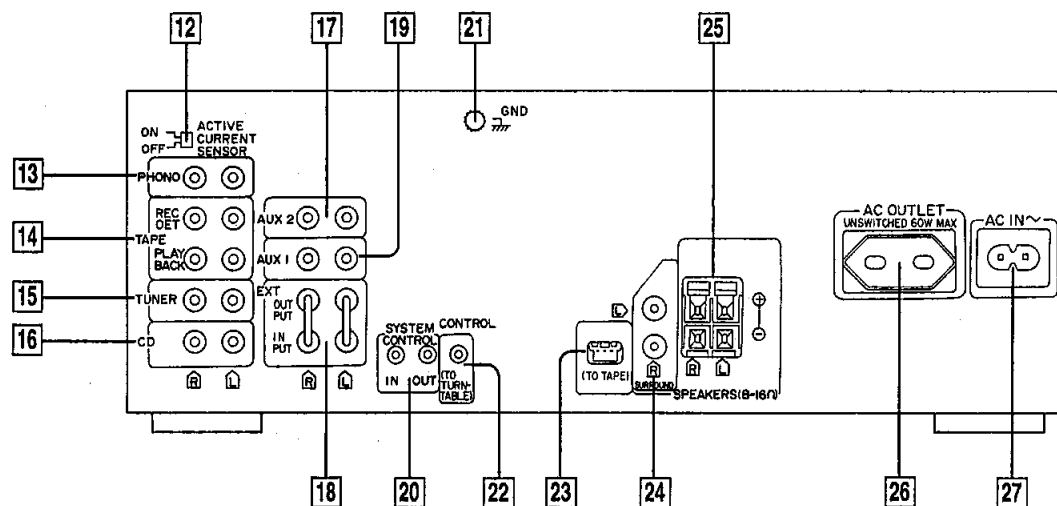 12
17
19
21
25
GND
ON
OFF
ACTIVE
CURRENT
SENSOR
13
PHONO
14
REC
OET
TAPE
PLAY
BACK
15
TUNER
16
CD
R
L
AUX 2
AUX 1
EXT
OUT
PUT
IN
PUT
R
L
SYSTEM
CONTROL
IN
OUT
CONTROL
(TO
TURN-
TABLE)
(TO TAPE)
L
R
SURROUND
R
L
⊕
⊖
SPEAKERS(8-16Ω)
AC OUTLET
UNSWITCHED 60W MAX
AC IN～
18
20
22
23
24
26
27